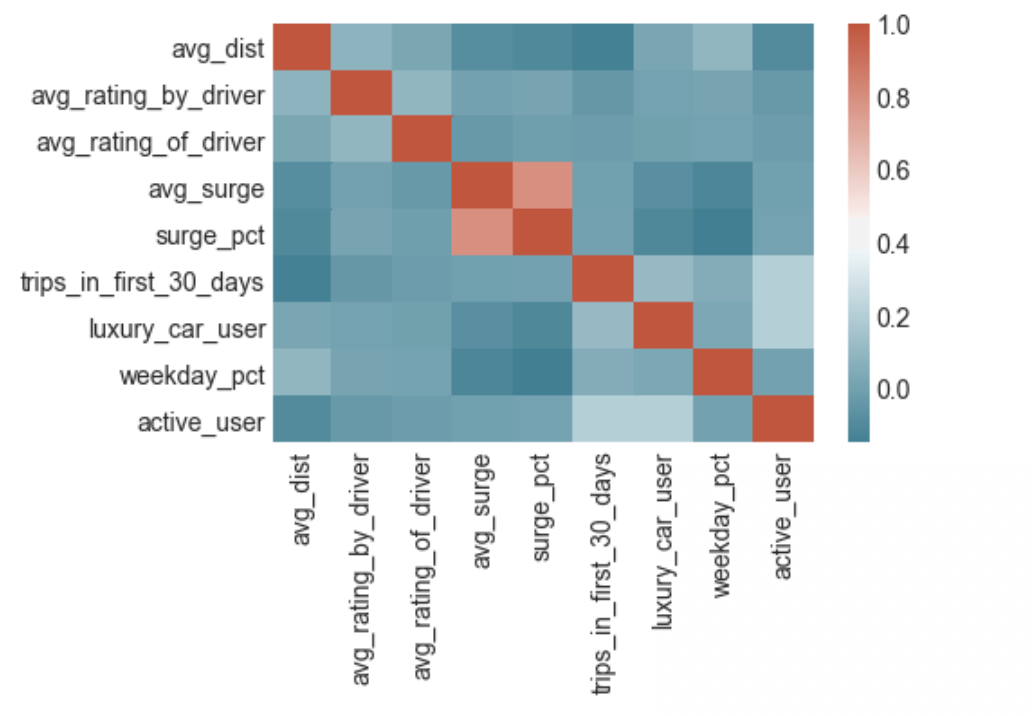 avg_dist
avg_rating_by_driver
avg_rating_of_driver
avg_surge
surge_pct
trips_in_first_30_days
luxury_car_user
weekday_pct
active_user
avg_dist
avg_rating_by_driver
avg_rating_of_driver
avg_surge
surge_pct
trips_in_first_30_days
luxury_car_user
weekday_pct
active_user
1.0
0.8
0.6
0.4
0.2
0.0